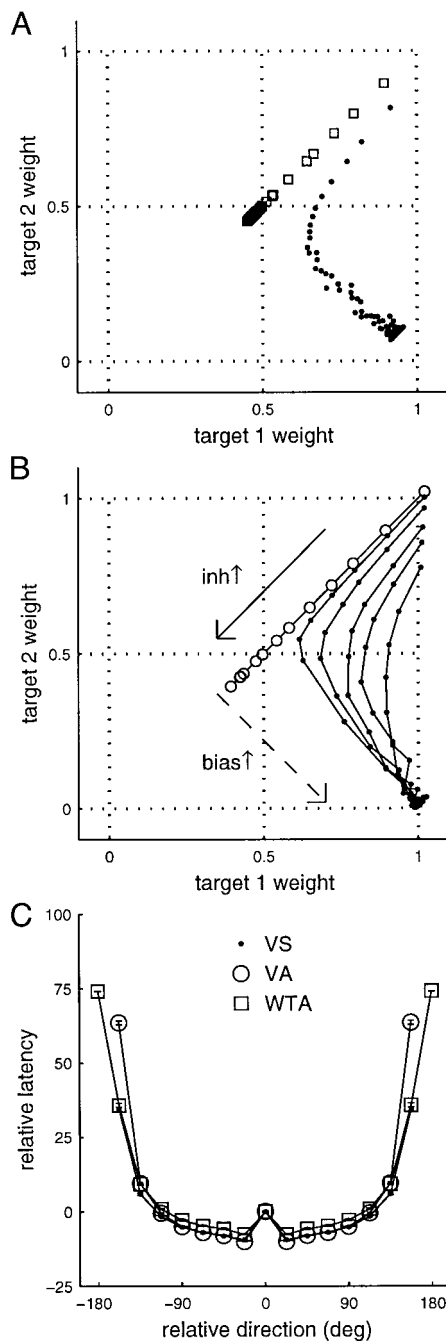 A
1
target 2 weight
0.5
0
0
0.5
1
target 1 weight
B
1
inh↑
target 2 weight
0.5
bias↑
0
0
0.5
1
target 1 weight
C
100
VS
75
VA
WTA
relative latency
50
25
0
−25
−180
−90
0
90
180
relative direction (deg)